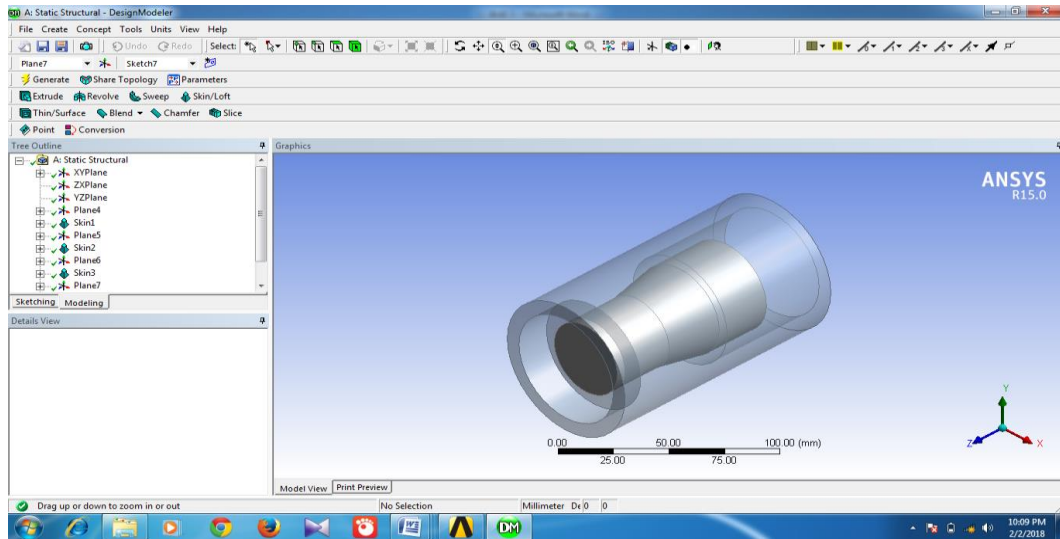 A: Static Structural - DesignModeler
File Create Concept Tools Units View Help
Undo Redo Select:
Plane7 Sketch7
Generate Share Topology Parameters
Extrude Revolve Sweep Skin/Loft
Thin/Surface Blend Chamfer Slice
Point Conversion
Tree Outline
Graphics
A: Static Structural
XYPlane
ZXPlane
YZPlane
Plane4
Skin1
Plane5
Skin2
Plane6
Skin3
Plane7
Sketching Modeling
Details View
ANSYS
R15.0
0.00 50.00 100.00 (mm)
25.00 75.00
Y
Z X
Model View Print Preview
Drag up or down to zoom in or out No Selection Millimeter De 0 0
DM
10:09 PM
2/2/2018